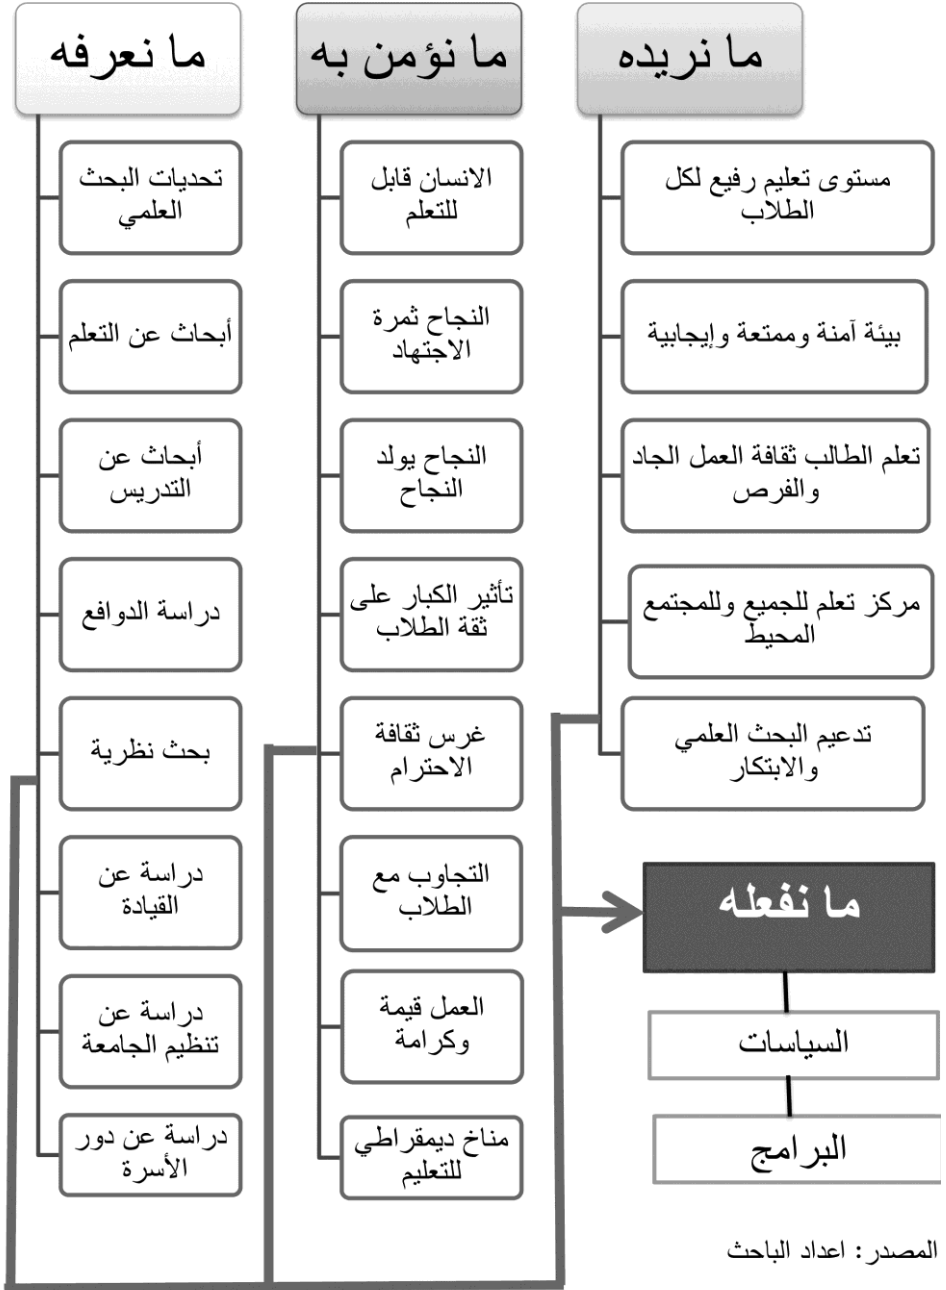 ما نريده
مستوى تعليم رفيع لكل
الطلاب
بيئة آمنة وممتعة وإيجابية
تعلم الطالب ثقافة العمل الجاد
والفرص
مركز تعلم للجميع وللمجتمع
المحيط
تدعيم البحث العلمي
والابتكار
ما نؤمن به
الانسان قابل
للتعلم
النجاح ثمرة
الاجتهاد
النجاح يولد
النجاح
تأثير الكبار على
ثقة الطلاب
غرس ثقافة
الاحترام
التجاوب مع
الطلاب
العمل قيمة
وكرامة
مناخ ديمقراطي
للتعليم
ما نعرفه
تحديات البحث
العلمي
أبحاث عن التعلم
أبحاث عن
التدريس
دراسة الدوافع
بحث نظرية
دراسة عن
القيادة
دراسة عن
تنظيم الجامعة
دراسة عن دور
الأسرة
ما نفعله
السياسات
البرامج
المصدر: اعداد الباحث